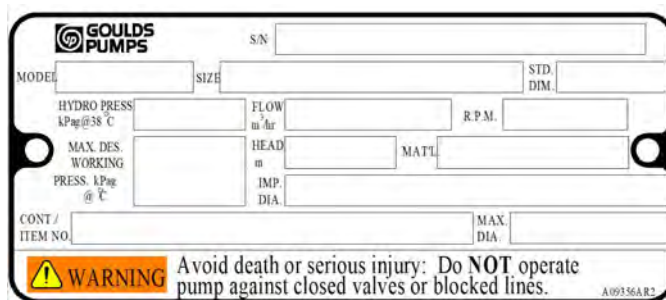 GOULDS PUMPS
S/N
MODEL SIZE STD. DIM.
HYDRO PRESS kPag@38 °C FLOW m³/hr R.P.M.
MAX. DES. WORKING PRESS. kPag @ °C HEAD m MAT'L
IMP. DIA.
CONT./ ITEM NO. MAX. DIA
WARNING Avoid death or serious injury: Do NOT operate
pump against closed valves or blocked lines.
A09356AR2